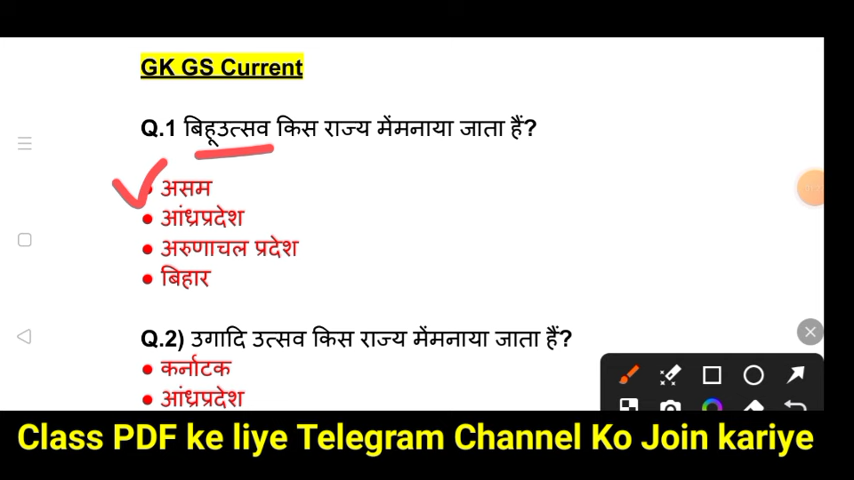 GK GS Current
Q.1 बिहूउत्सव किस राज्य मेंमनाया जाता हैं?
● असम
● आंध्रप्रदेश
● अरुणाचल प्रदेश
● बिहार
Q.2) उगादि उत्सव किस राज्य मेंमनाया जाता हैं?
● कर्नाटक
● आंध्रप्रदेश
Class PDF ke liye Telegram Channel Ko Join kariye